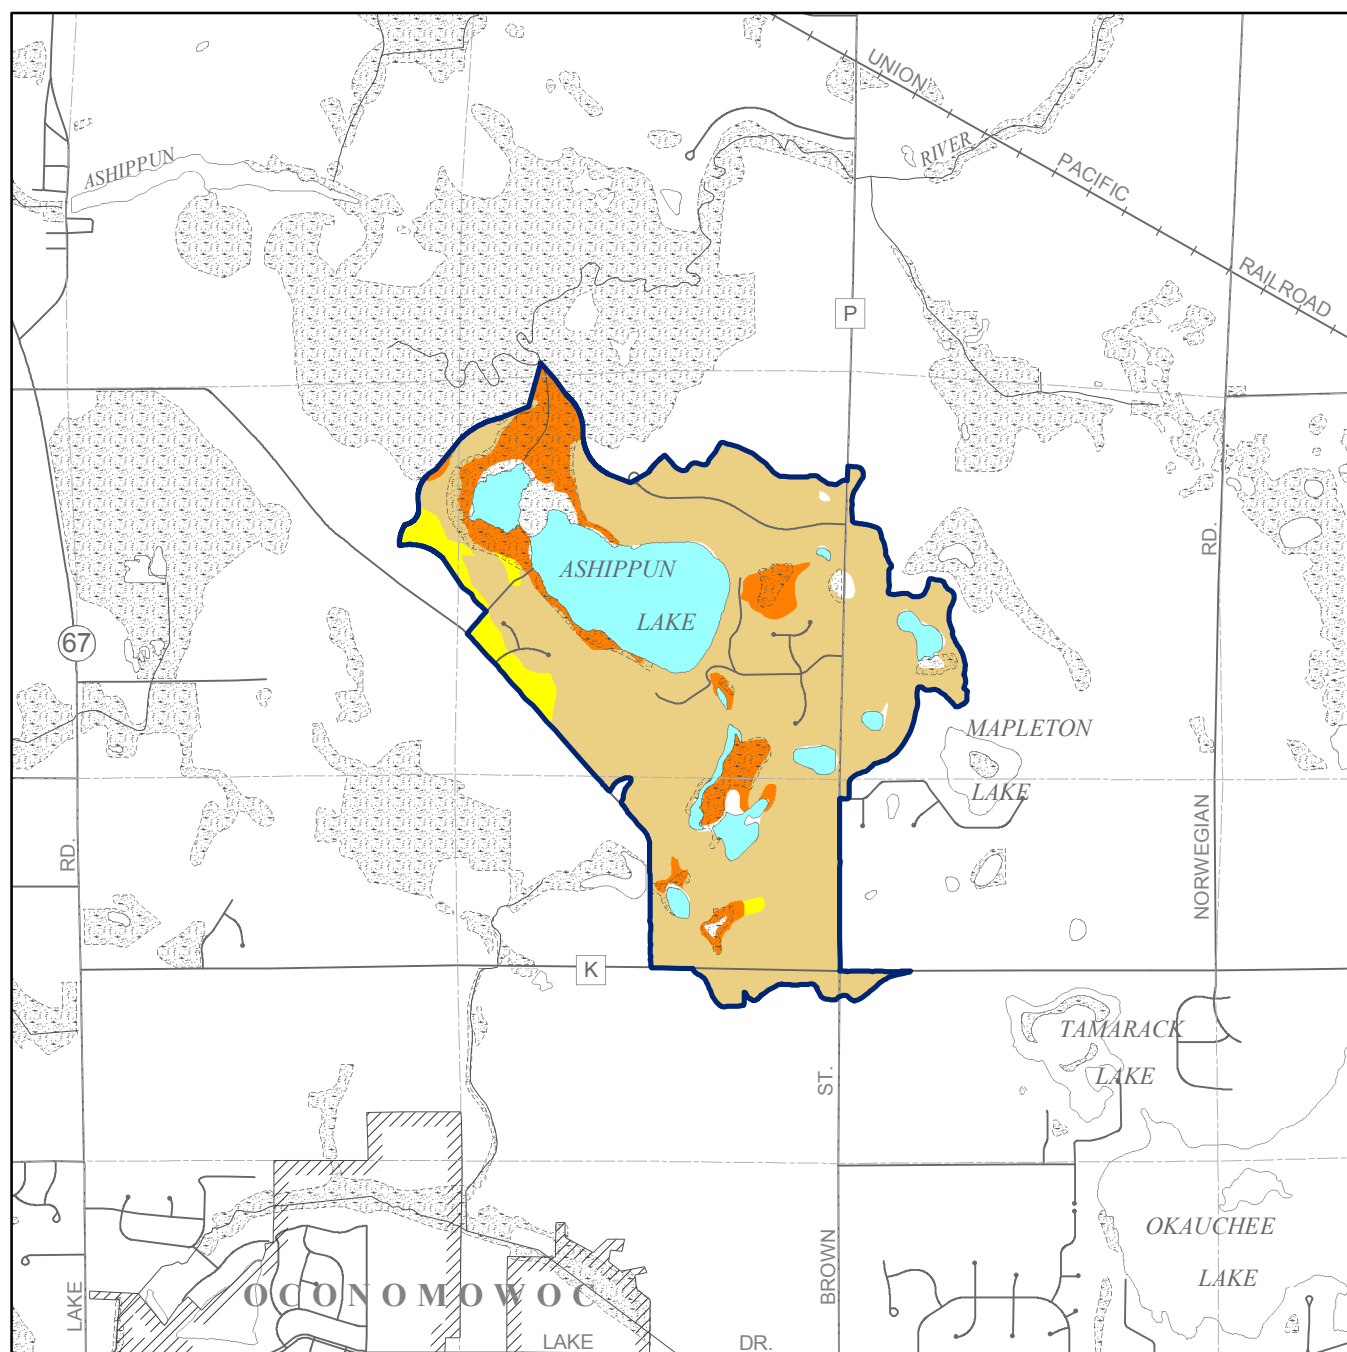 UNION
PACIFIC
RAILROAD
ASHIPPUN
RIVER
P
ASHIPPUN
LAKE
67
RD.
MAPLETON
LAKE
RD.
NORWEGIAN
K
TAMARACK
LAKE
ST.
BROWN
OKAUCHEE
LAKE
OCONOMOWOC
LAKE
LAKE
DR.